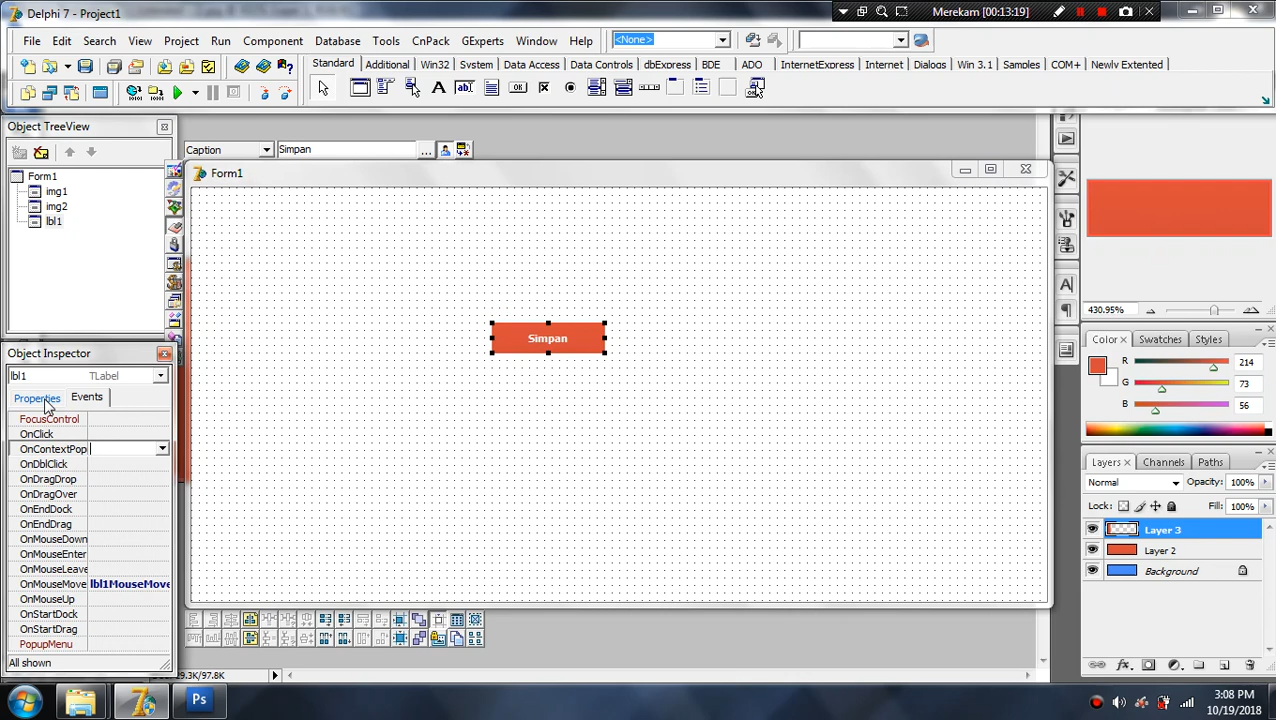 Delphi 7 - Project1
Merekam [00:13:19]
File Edit Search View Project Run Component Database Tools CnPack GExperts Window Help
<None>
Standard Additional Win32 System Data Access Data Controls dbExpress BDE ADO InternetExpress Internet Dialogs Win 3.1 Samples COM+ Newly Extented
Object TreeView
Caption Simpan ...
Form1
img1
img2
lbl1
Form1
Simpan
Object Inspector
lbl1 TLabel
Properties Events
FocusControl
OnClick
OnContextPop
OnDblClick
OnDragDrop
OnDragOver
OnEndDock
OnEndDrag
OnMouseDown
OnMouseEnter
OnMouseLeave
OnMouseMove lbl1MouseMove
OnMouseUp
OnStartDock
OnStartDrag
PopupMenu
All shown
430.95%
Color Swatches Styles
R 214
G 73
B 56
Layers Channels Paths
Normal Opacity: 100%
Lock: Fill: 100%
Layer 3
Layer 2
Background
9.3K/97.8K
Ps
3:08 PM
10/19/2018